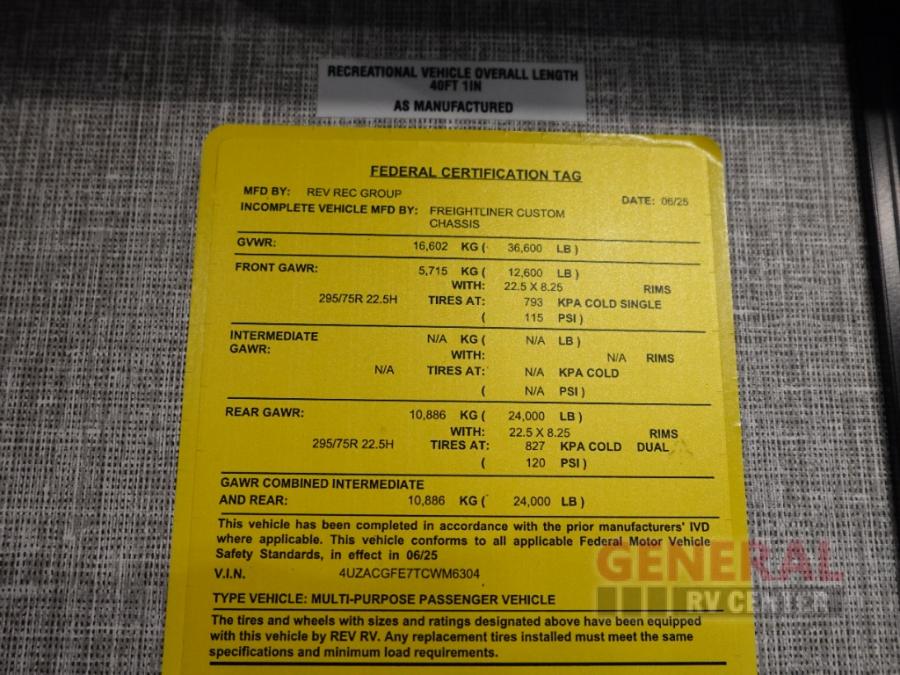 RECREATIONAL VEHICLE OVERALL LENGTH
40FT 1IN
AS MANUFACTURED
FEDERAL CERTIFICATION TAG
MFD BY: REV REC GROUP DATE: 06/25
INCOMPLETE VEHICLE MFD BY: FREIGHTLINER CUSTOM
CHASSIS
GVWR: 16,602 KG ( 36,600 LB )
FRONT GAWR: 5,715 KG ( 12,600 LB )
WITH: 22.5 X 8.25 RIMS
295/75R 22.5H TIRES AT: 793 KPA COLD SINGLE
( 115 PSI )
INTERMEDIATE N/A KG ( N/A LB )
GAWR: WITH: N/A RIMS
N/A TIRES AT: N/A KPA COLD
( N/A PSI )
REAR GAWR: 10,886 KG ( 24,000 LB )
WITH: 22.5 X 8.25 RIMS
295/75R 22.5H TIRES AT: 827 KPA COLD DUAL
( 120 PSI )
GAWR COMBINED INTERMEDIATE
AND REAR: 10,886 KG ( 24,000 LB )
This vehicle has been completed in accordance with the prior manufacturers' IVD
where applicable. This vehicle conforms to all applicable Federal Motor Vehicle
Safety Standards, in effect in 06/25
V.I.N. 4UZACGFE7TCWM6304
TYPE VEHICLE: MULTI-PURPOSE PASSENGER VEHICLE
The tires and wheels with sizes and ratings designated above have been equipped
with this vehicle by REV RV. Any replacement tires installed must meet the same
specifications and minimum load requirements.
GENERAL
RV CENTER